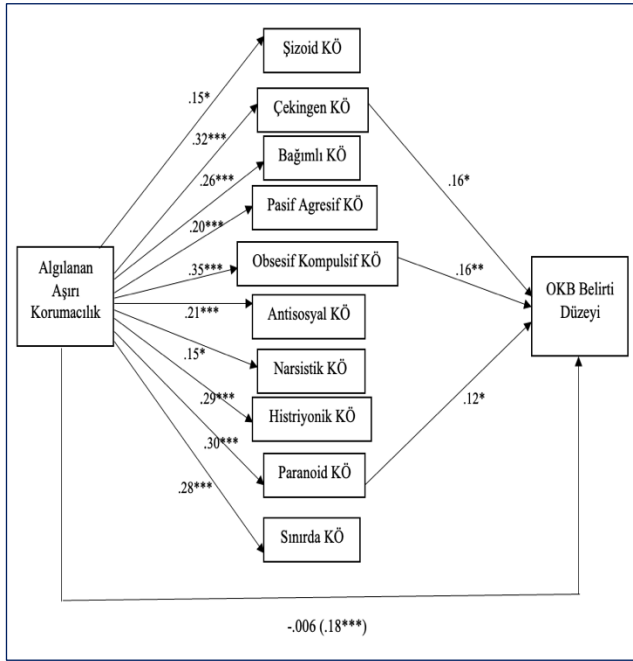 Şizoid KÖ
.15*
Çekingen KÖ
.32***
Bağımlı KÖ
.26***
.16*
Pasif Agresif KÖ
.20***
Algılanan
Aşırı
Korumacılık
.35***
Obsesif Kompulsif KÖ
.16**
OKB Belirti
Düzeyi
.21***
Antisosyal KÖ
.15*
Narsistik KÖ
.29***
Histriyonik KÖ
.12*
.30***
Paranoid KÖ
.28***
Sınırda KÖ
-.006 (.18***)